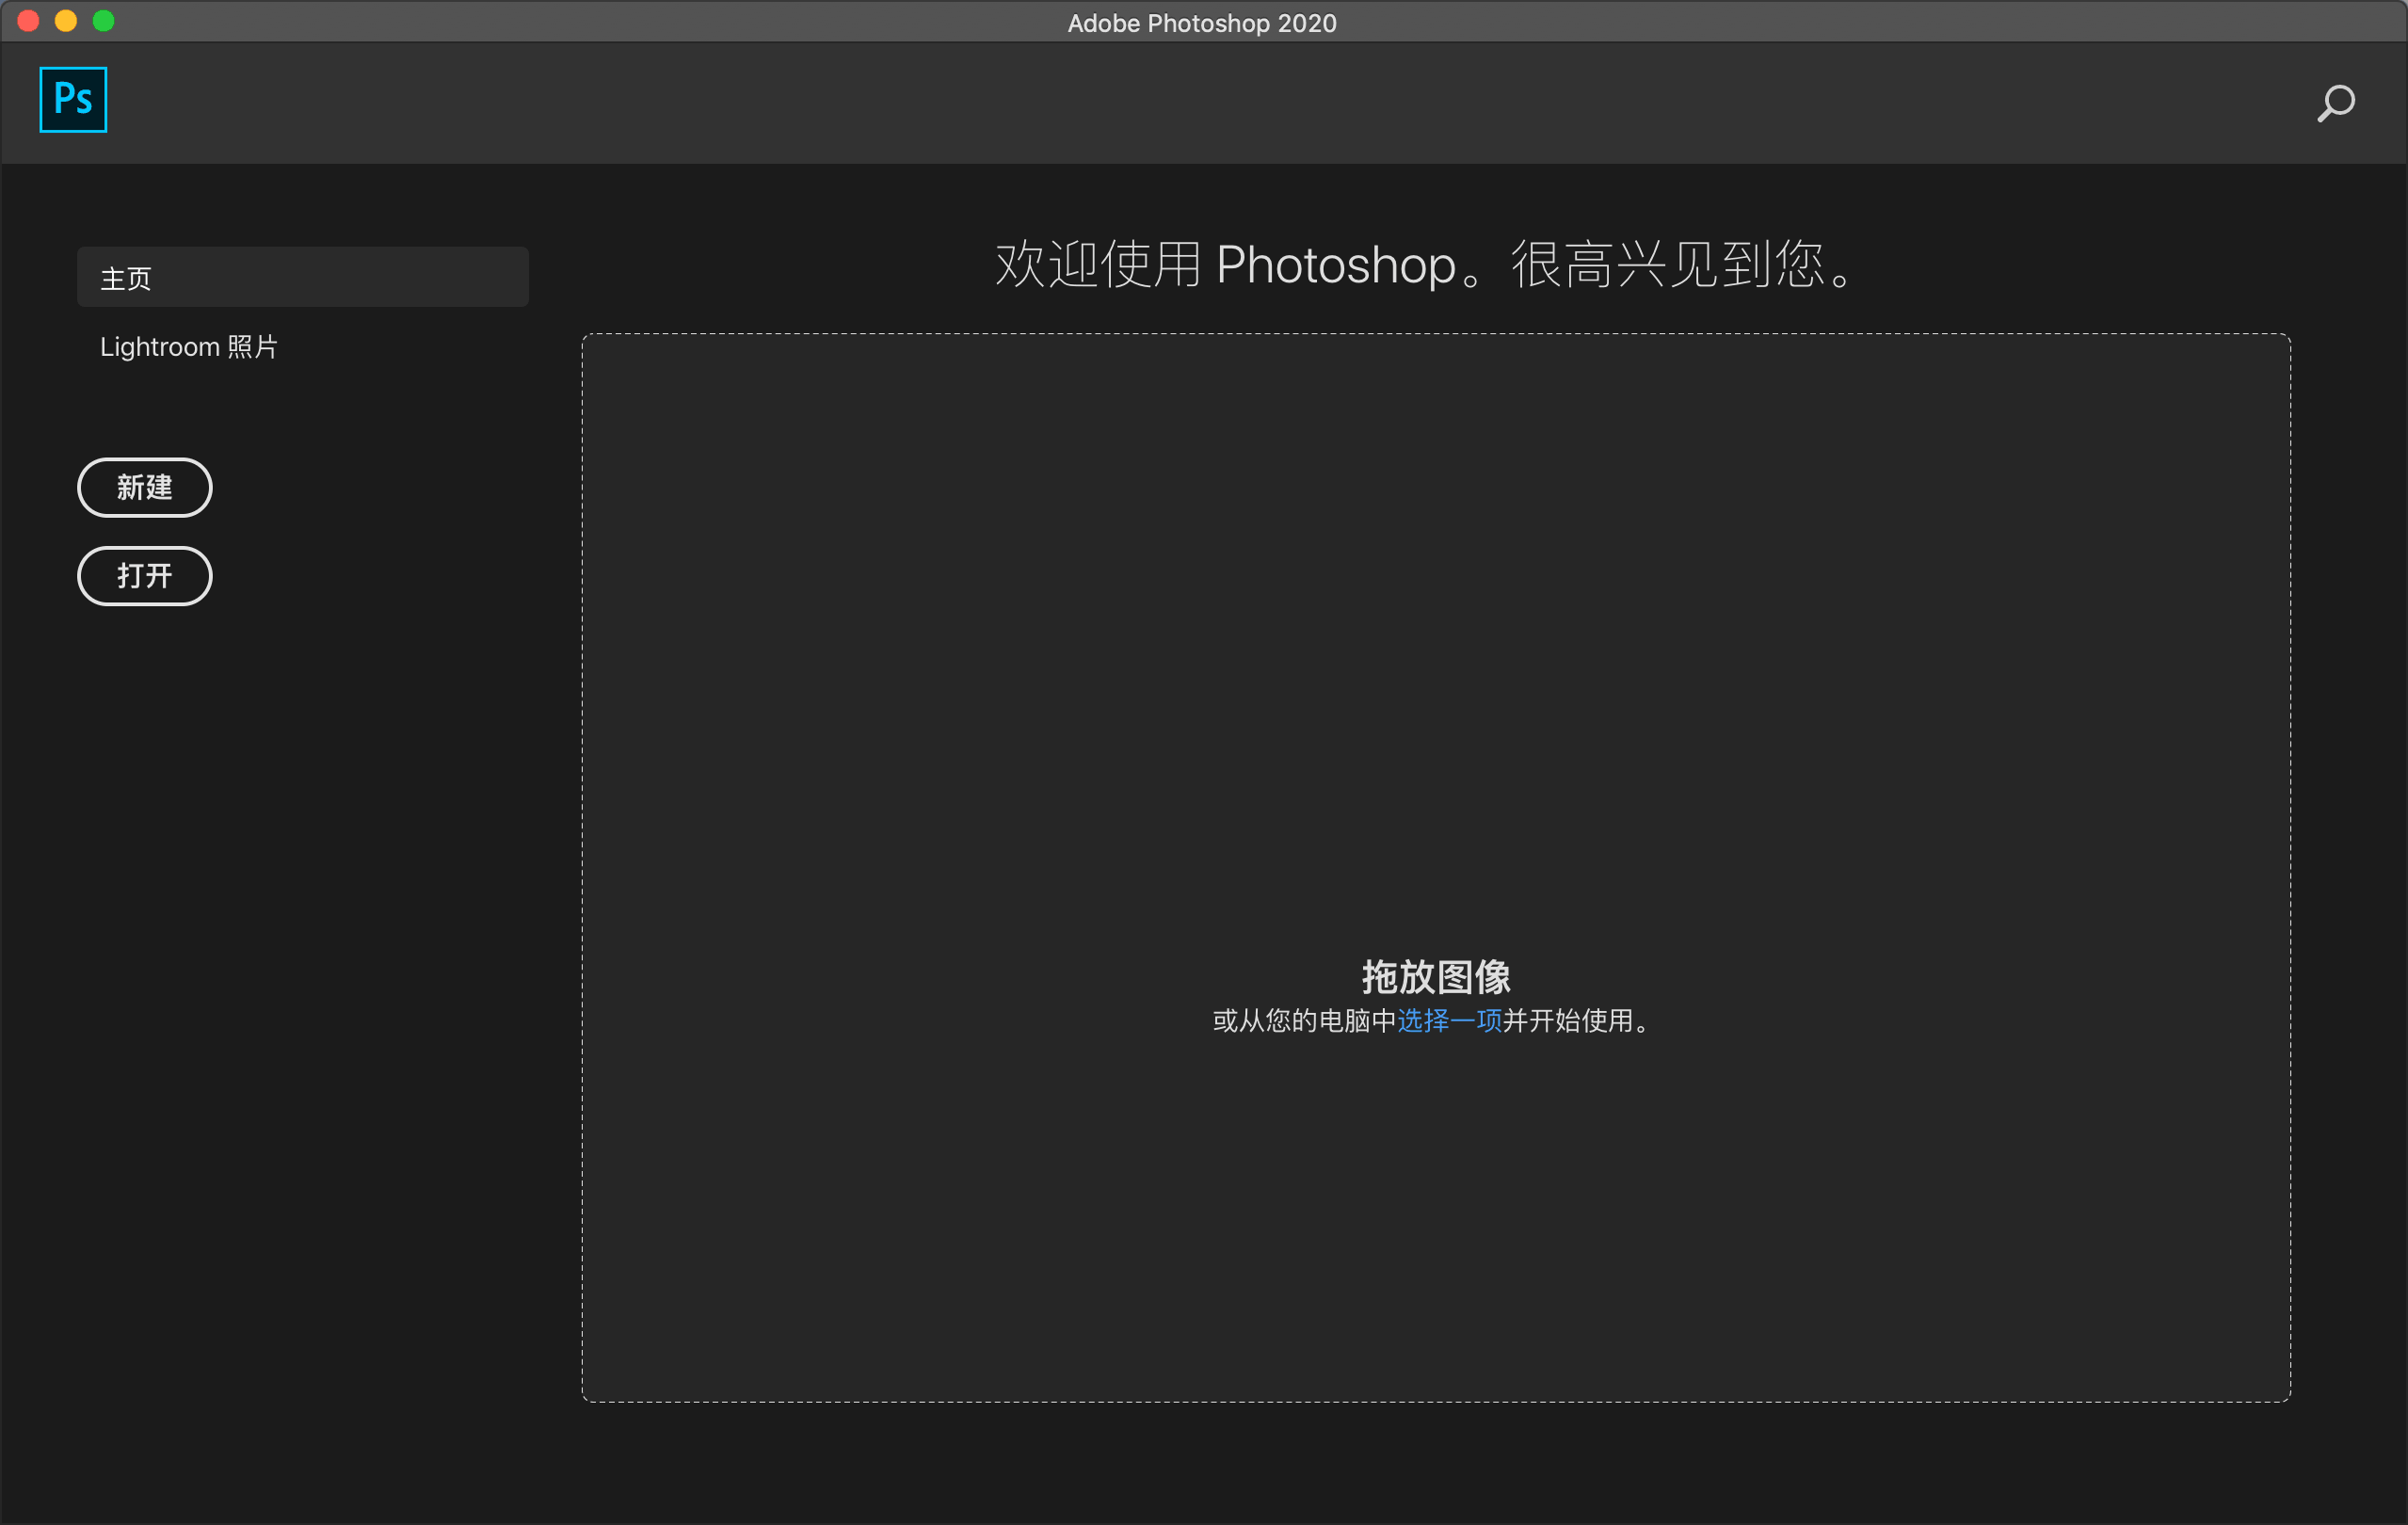 Adobe Photoshop 2020
Ps
主页
Lightroom 照片
新建
打开
欢迎使用 Photoshop。很高兴见到您。
拖放图像
或从您的电脑中选择一项并开始使用。